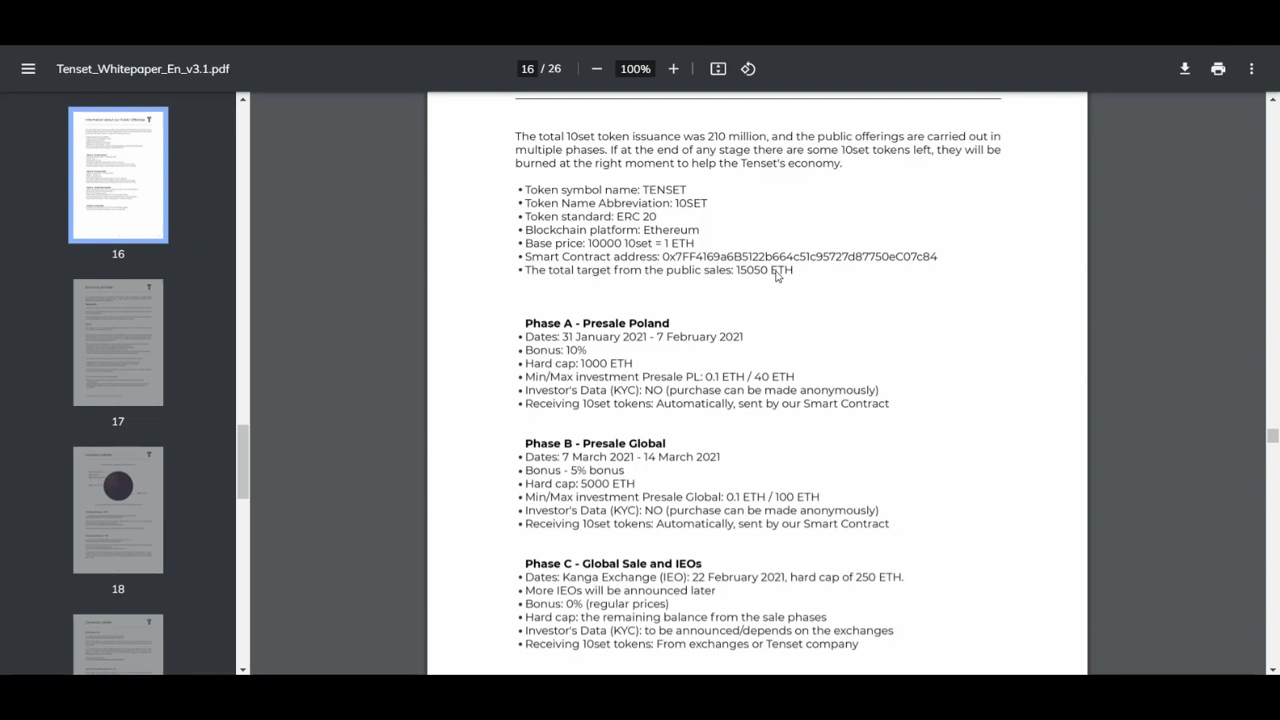 Tenset_Whitepaper_En_v3.1.pdf
16 / 26
100%
16
17
18
The total 10set token issuance was 210 million, and the public offerings are carried out in
multiple phases. If at the end of any stage there are some 10set tokens left, they will be
burned at the right moment to help the Tenset's economy.
• Token symbol name: TENSET
• Token Name Abbreviation: 10SET
• Token standard: ERC 20
• Blockchain platform: Ethereum
• Base price: 10000 10set = 1 ETH
• Smart Contract address: 0x7FF4169a6B5122b664c51c95727d87750eC07c84
• The total target from the public sales: 15050 ETH
Phase A - Presale Poland
• Dates: 31 January 2021 - 7 February 2021
• Bonus: 10%
• Hard cap: 1000 ETH
• Min/Max investment Presale PL: 0.1 ETH / 40 ETH
• Investor's Data (KYC): NO (purchase can be made anonymously)
• Receiving 10set tokens: Automatically, sent by our Smart Contract
Phase B - Presale Global
• Dates: 7 March 2021 - 14 March 2021
• Bonus - 5% bonus
• Hard cap: 5000 ETH
• Min/Max investment Presale Global: 0.1 ETH / 100 ETH
• Investor's Data (KYC): NO (purchase can be made anonymously)
• Receiving 10set tokens: Automatically, sent by our Smart Contract
Phase C - Global Sale and IEOs
• Dates: Kanga Exchange (IEO): 22 February 2021, hard cap of 250 ETH.
• More IEOs will be announced later
• Bonus: 0% (regular prices)
• Hard cap: the remaining balance from the sale phases
• Investor's Data (KYC): to be announced/depends on the exchanges
• Receiving 10set tokens: From exchanges or Tenset company